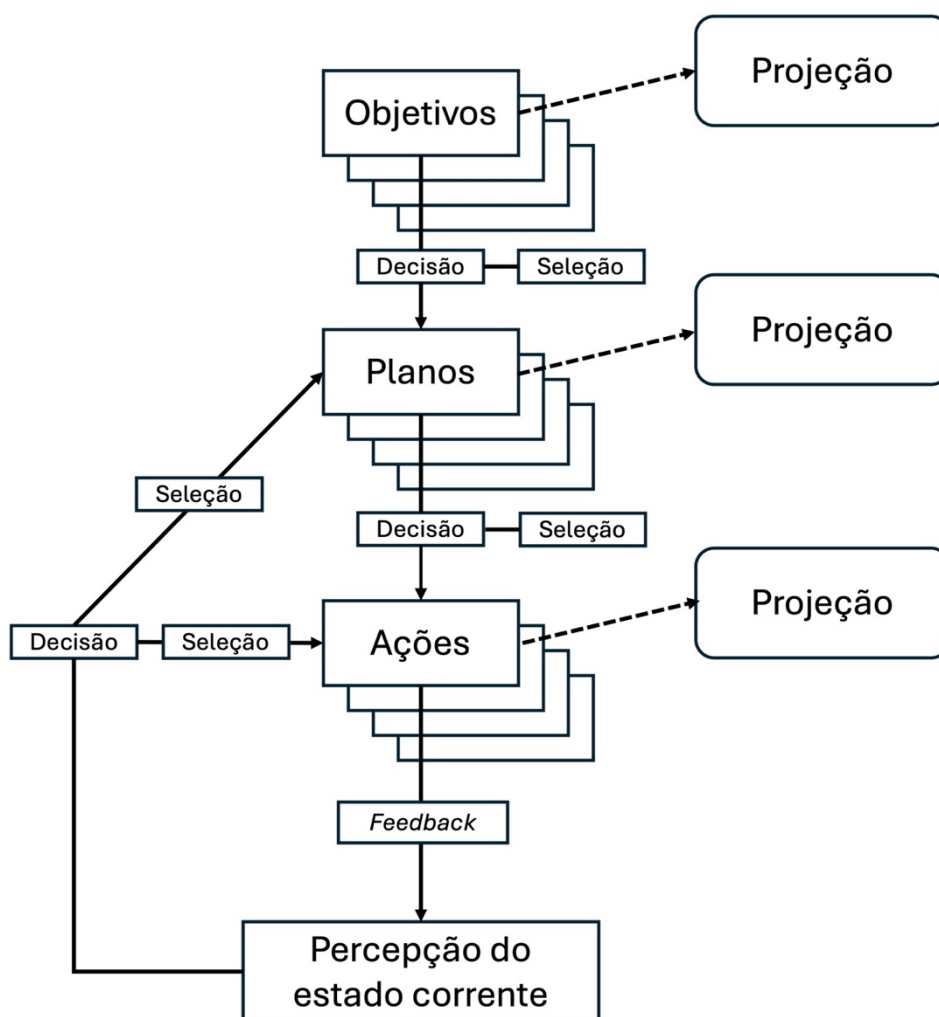 Projeção
Objetivos
Decisão
Seleção
Projeção
Planos
Seleção
Decisão
Seleção
Projeção
Decisão
Seleção
Ações
Feedback
Percepção do
estado corrente